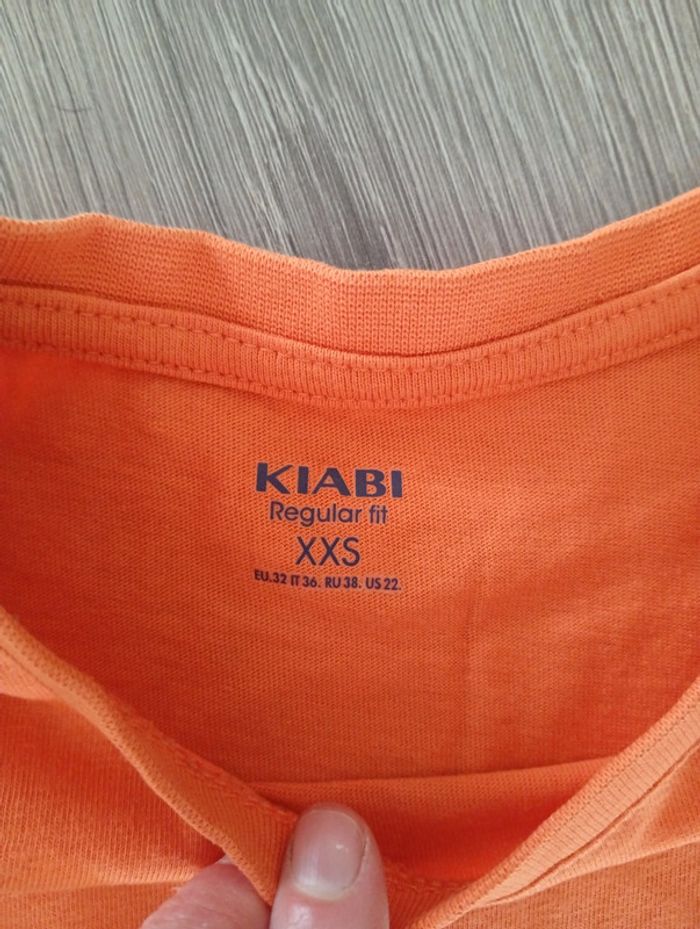 KIABI
Regular fit
XXS
EU.32 IT 36. RU 38. US 22.